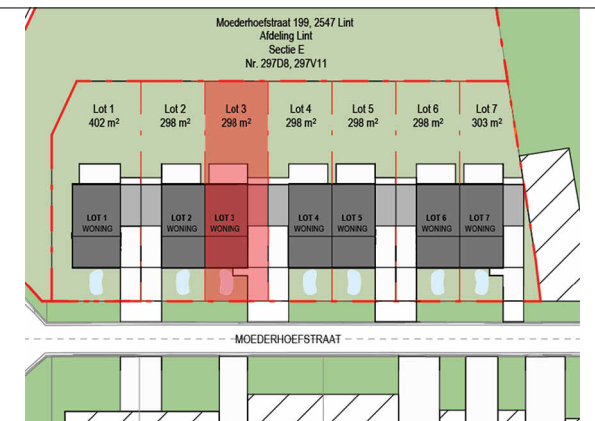 Moederhoefstraat 199, 2547 Lint
Afdeling Lint
Sectie E
Nr. 297D8, 297V11
Lot 1
402 m²
Lot 2
298 m²
Lot 3
298 m²
Lot 4
298 m²
Lot 5
298 m²
Lot 6
298 m²
Lot 7
303 m²
LOT 1
WONING
LOT 2
WONING
LOT 3
WONING
LOT 4
WONING
LOT 5
WONING
LOT 6
WONING
LOT 7
WONING
MOEDERHOEFSTRAAT